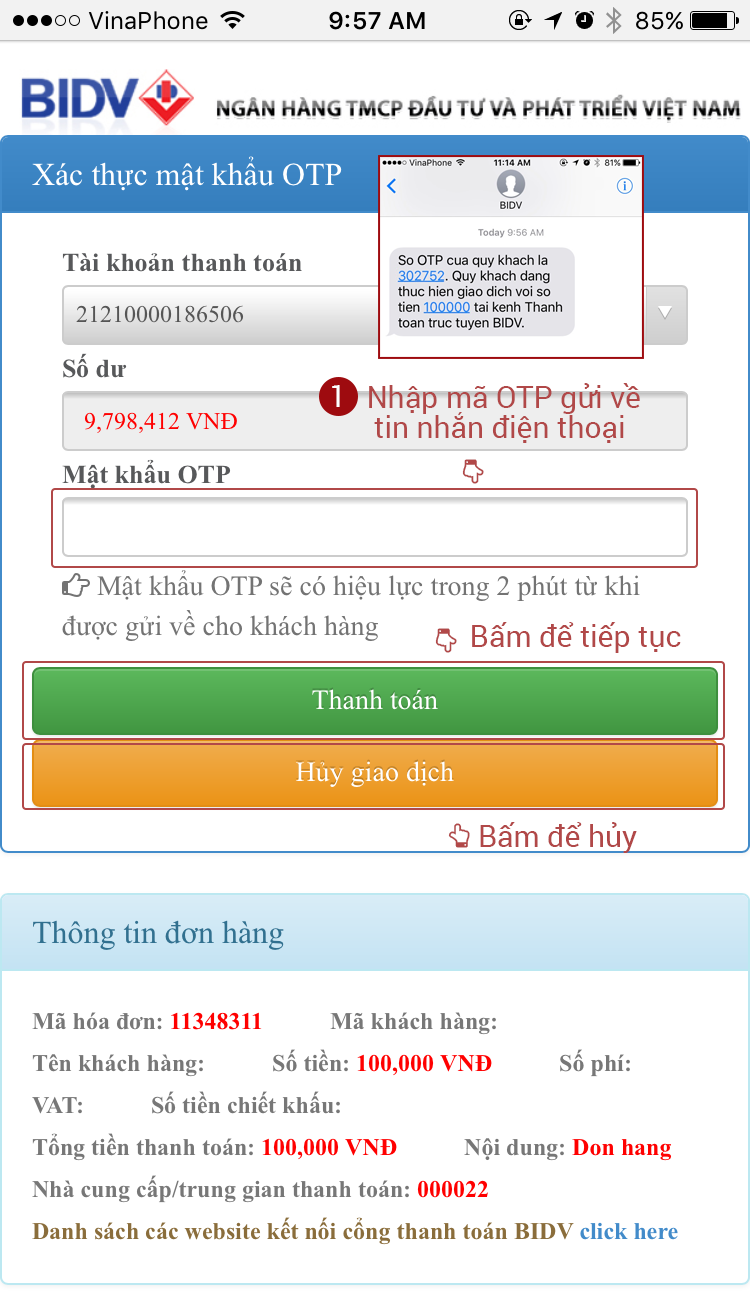 VinaPhone 9:57 AM 85%
BIDV NGÂN HÀNG TMCP ĐẦU TƯ VÀ PHÁT TRIỂN VIỆT NAM
Xác thực mật khẩu OTP
VinaPhone 11:14 AM 81%
BIDV
Today 9:56 AM
So OTP cua quy khach la
302752. Quy khach dang
thuc hien giao dich voi so
tien 100000 tai kenh Thanh
toan truc tuyen BIDV.
Tài khoản thanh toán
21210000186506
Số dư
9,798,412 VNĐ
1 Nhập mã OTP gửi về
tin nhắn điện thoại
Mật khẩu OTP
Mật khẩu OTP sẽ có hiệu lực trong 2 phút từ khi
được gửi về cho khách hàng
Bấm để tiếp tục
Thanh toán
Hủy giao dịch
Bấm để hủy
Thông tin đơn hàng
Mã hóa đơn: 11348311 Mã khách hàng:
Tên khách hàng: Số tiền: 100,000 VNĐ Số phí:
VAT: Số tiền chiết khấu:
Tổng tiền thanh toán: 100,000 VNĐ Nội dung: Don hang
Nhà cung cấp/trung gian thanh toán: 000022
Danh sách các website kết nối cổng thanh toán BIDV click here